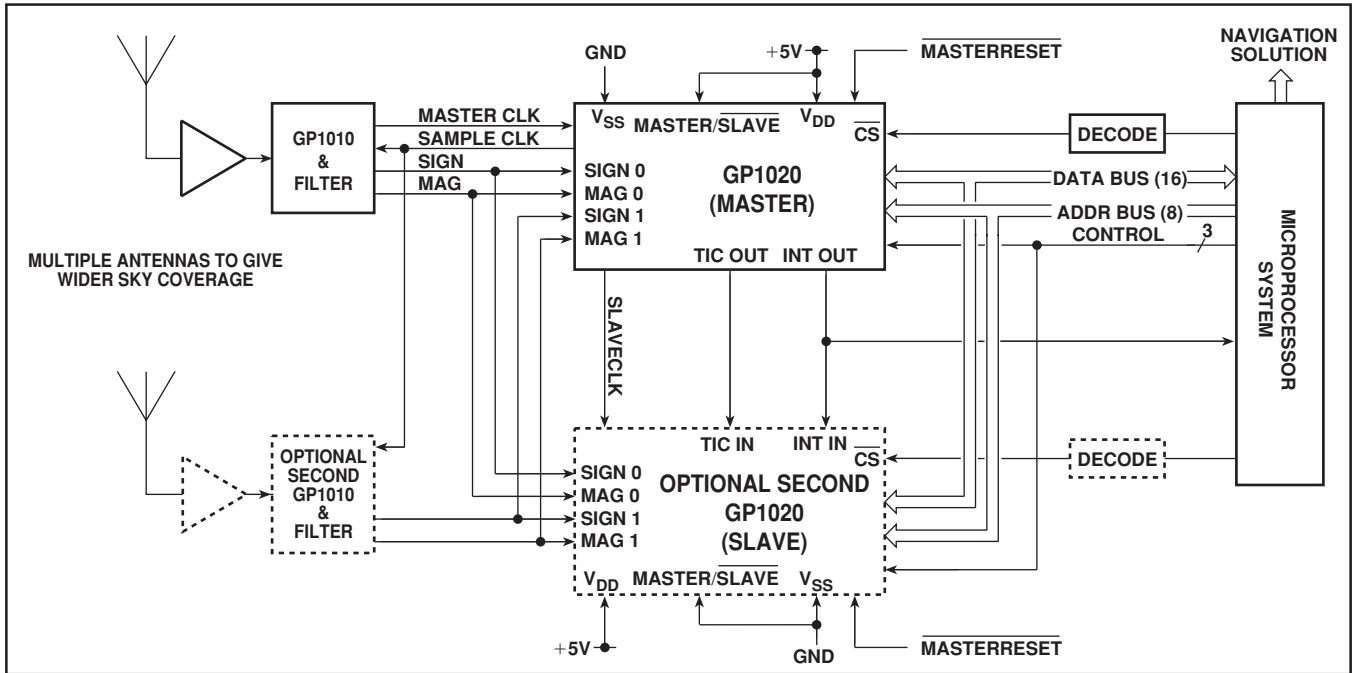 GND
+5V
MASTERRESET
NAVIGATION
SOLUTION
GP1010
&
FILTER
MASTER CLK
SAMPLE CLK
SIGN
MAG
VSS
MASTER/SLAVE
VDD
CS
SIGN 0
MAG 0
SIGN 1
MAG 1
GP1020
(MASTER)
TIC OUT
INT OUT
DECODE
DATA BUS (16)
ADDR BUS (8)
CONTROL
3
MICROPROCESSOR
SYSTEM
MULTIPLE ANTENNAS TO GIVE
WIDER SKY COVERAGE
SLAVECLK
OPTIONAL
SECOND
GP1010
&
FILTER
TIC IN
INT IN
CS
SIGN 0
MAG 0
SIGN 1
MAG 1
OPTIONAL SECOND
GP1020
(SLAVE)
DECODE
VDD
MASTER/SLAVE
VSS
+5V
GND
MASTERRESET